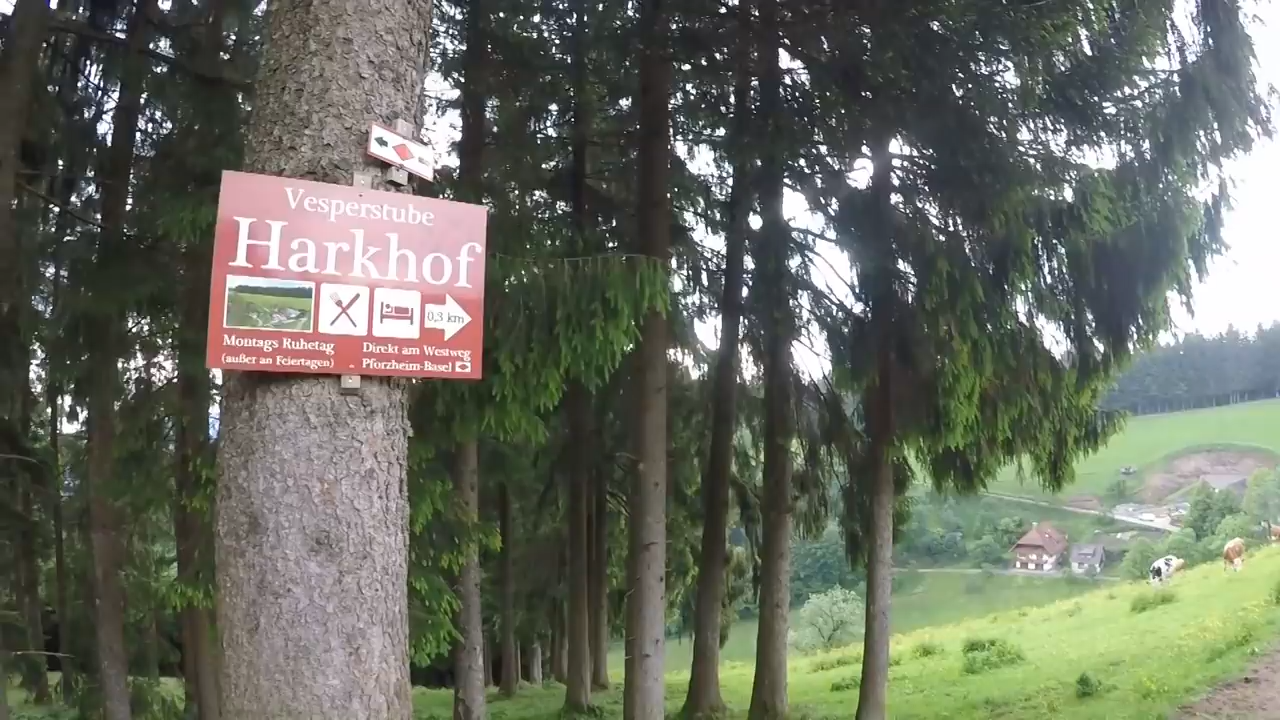 Vesperstube
Harkhof
0,3 km
Montags Ruhetag
(außer an Feiertagen)
Direkt am Westweg
Pforzheim-Basel